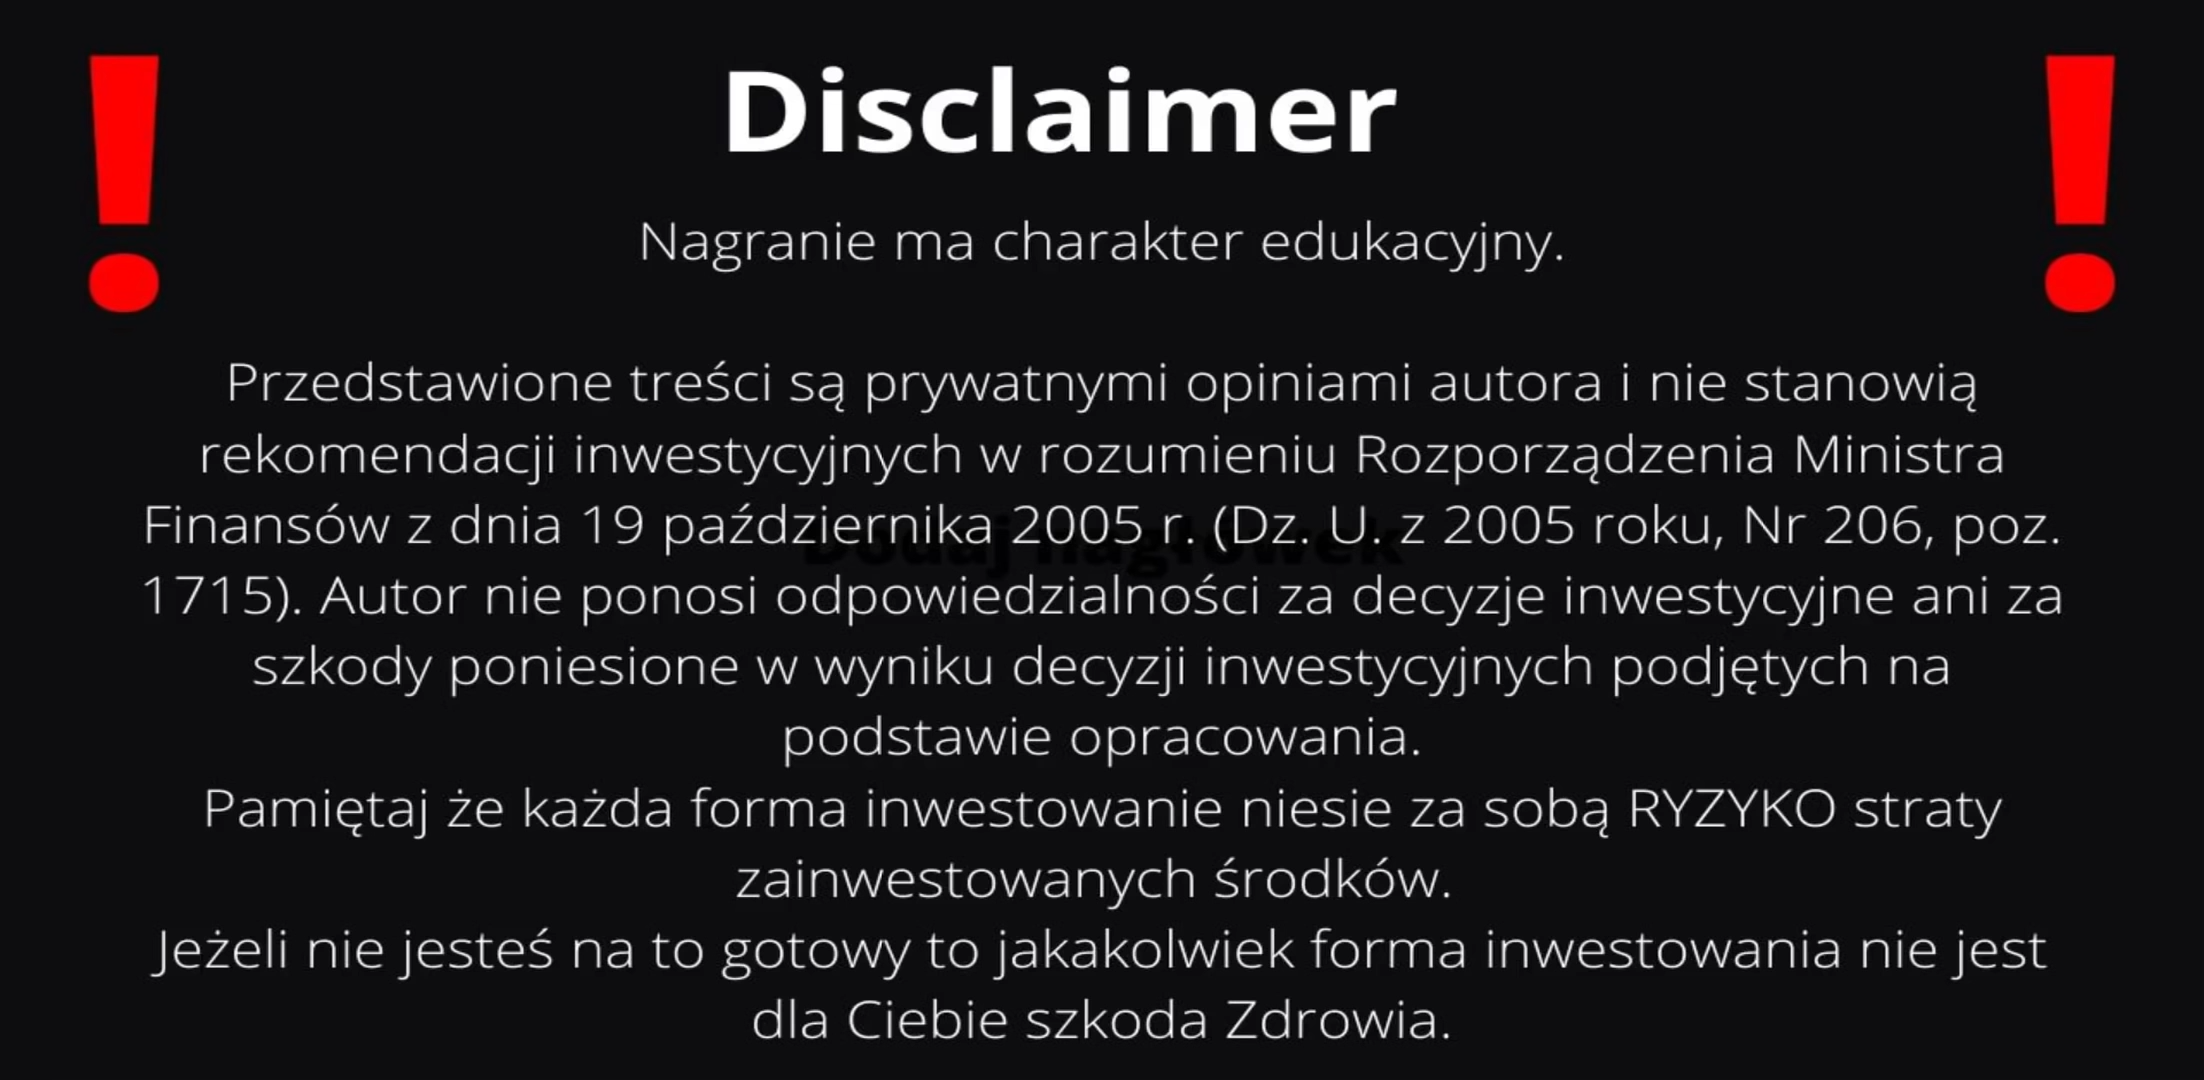 Disclaimer
Nagranie ma charakter edukacyjny.
Przedstawione treści są prywatnymi opiniami autora i nie stanowią
rekomendacji inwestycyjnych w rozumieniu Rozporządzenia Ministra
Finansów z dnia 19 października 2005 r. (Dz. U. z 2005 roku, Nr 206, poz.
Dodaj nagłówek
1715). Autor nie ponosi odpowiedzialności za decyzje inwestycyjne ani za
szkody poniesione w wyniku decyzji inwestycyjnych podjętych na
podstawie opracowania.
Pamiętaj że każda forma inwestowanie niesie za sobą RYZYKO straty
zainwestowanych środków.
Jeżeli nie jesteś na to gotowy to jakakolwiek forma inwestowania nie jest
dla Ciebie szkoda Zdrowia.